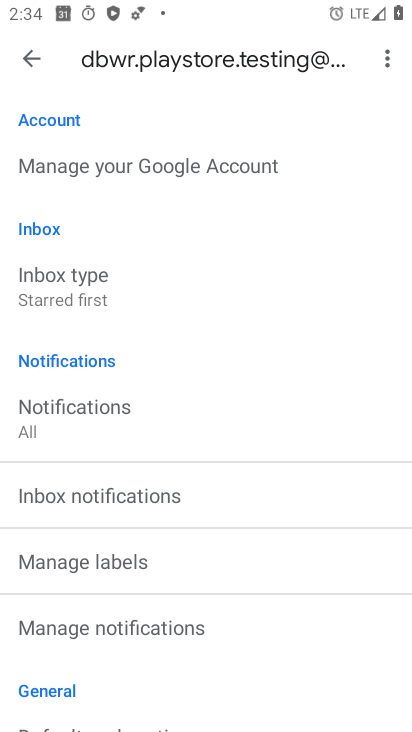 2:34
31
LTE
dbwr.playstore.testing@...
Account
Manage your Google Account
Inbox
Inbox type
Starred first
Notifications
Notifications
All
Inbox notifications
Manage labels
Manage notifications
General